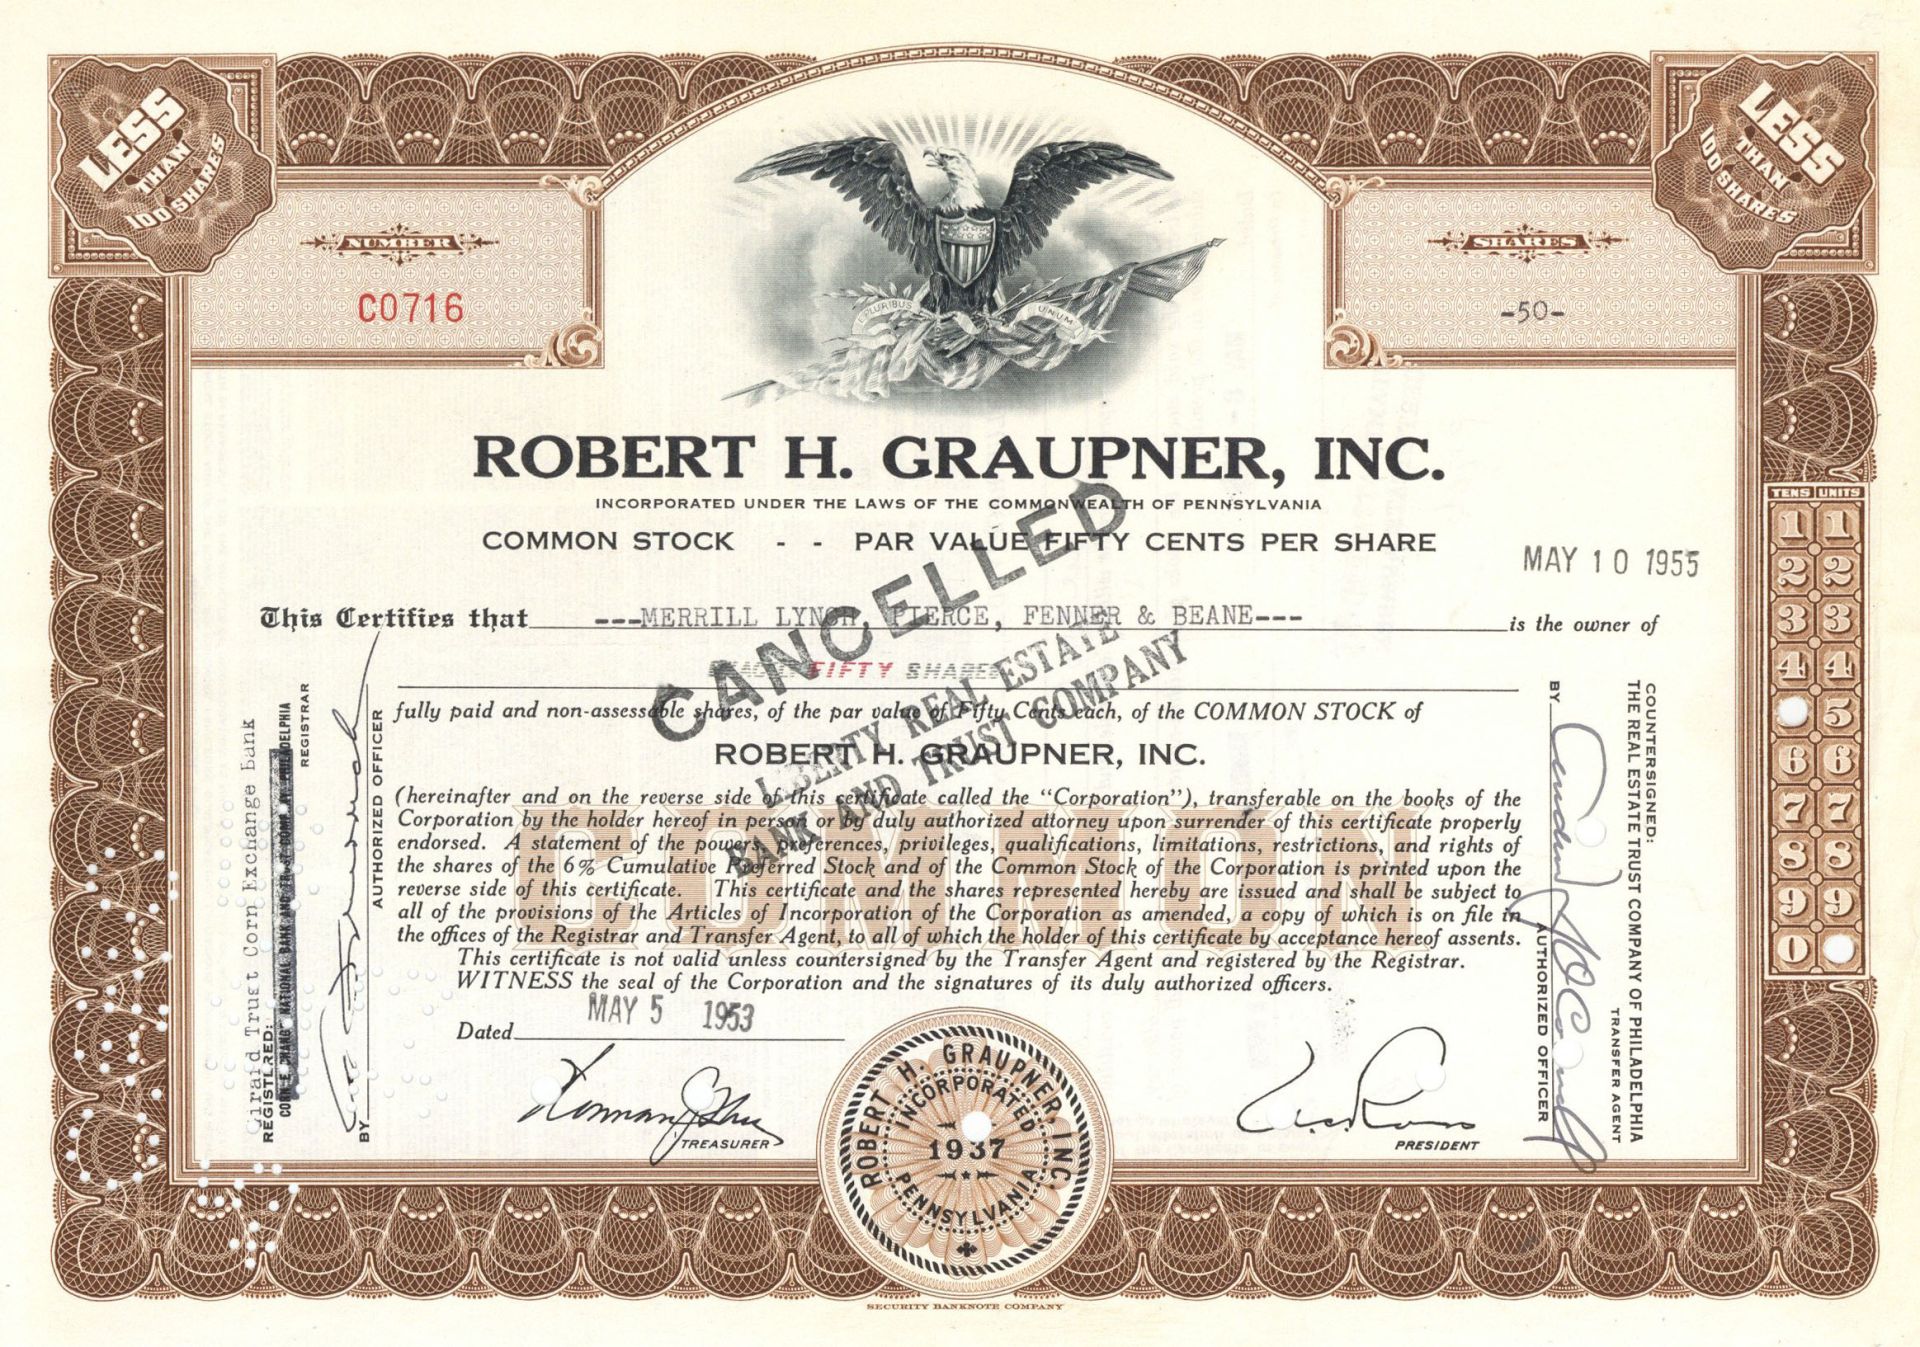 LESS
THAN
100 SHARES
LESS
THAN
100 SHARES
NUMBER
C0716
SHARES
-50-
E PLURIBUS
UNUM
ROBERT H. GRAUPNER, INC.
INCORPORATED UNDER THE LAWS OF THE COMMONWEALTH OF PENNSYLVANIA
COMMON STOCK - - PAR VALUE FIFTY CENTS PER SHARE
MAY 10 1955
This Certifies that ---MERRILL LYNCH, PIERCE, FENNER & BEANE--- is the owner of
FIFTY SHARES
fully paid and non-assessable shares, of the par value of Fifty Cents each, of the COMMON STOCK of
ROBERT H. GRAUPNER, INC.
(hereinafter and on the reverse side of this certificate called the "Corporation"), transferable on the books of the
Corporation by the holder hereof in person or by duly authorized attorney upon surrender of this certificate properly
endorsed. A statement of the powers, preferences, privileges, qualifications, limitations, restrictions, and rights of
the shares of the 6% Cumulative Preferred Stock and of the Common Stock of the Corporation is printed upon the
reverse side of this certificate. This certificate and the shares represented hereby are issued and shall be subject to
all of the provisions of the Articles of Incorporation of the Corporation as amended, a copy of which is on file in
the offices of the Registrar and Transfer Agent, to all of which the holder of this certificate by acceptance hereof assents.
This certificate is not valid unless countersigned by the Transfer Agent and registered by the Registrar.
WITNESS the seal of the Corporation and the signatures of its duly authorized officers.
COMMON
CANCELLED
LIBERTY REAL ESTATE
BANK AND TRUST COMPANY
Dated MAY 5 1953
TREASURER
PRESIDENT
ROBERT H. GRAUPNER, INC.
INCORPORATED
1937
PENNSYLVANIA
Girard Trust Corn Exchange Bank
REGISTERED:
CORN EXCHANGE NATIONAL BANK AND TRUST COMPANY PHILADELPHIA
REGISTRAR
BY
AUTHORIZED OFFICER
COUNTERSIGNED:
THE REAL ESTATE TRUST COMPANY OF PHILADELPHIA
TRANSFER AGENT
BY
AUTHORIZED OFFICER
TENS UNITS
1 1
2 2
3 3
4 4
5
6 6
7 7
8 8
9 9
0
SECURITY BANKNOTE COMPANY